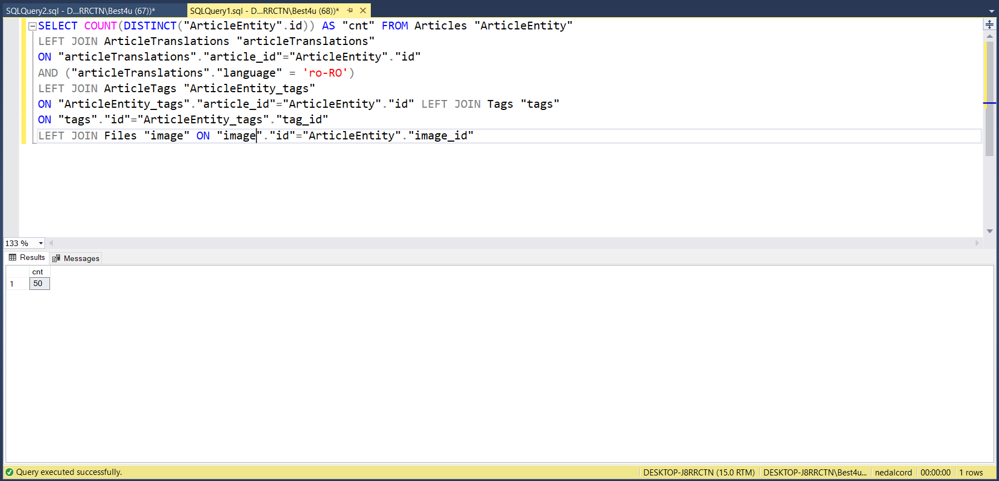 SQLQuery2.sql - D...RRCTN\Best4u (67))*
SQLQuery1.sql - D...RRCTN\Best4u (68))*
SELECT COUNT(DISTINCT("ArticleEntity".id)) AS "cnt" FROM Articles "ArticleEntity"
LEFT JOIN ArticleTranslations "articleTranslations"
ON "articleTranslations"."article_id"="ArticleEntity"."id"
AND ("articleTranslations"."language" = 'ro-RO')
LEFT JOIN ArticleTags "ArticleEntity_tags"
ON "ArticleEntity_tags"."article_id"="ArticleEntity"."id" LEFT JOIN Tags "tags"
ON "tags"."id"="ArticleEntity_tags"."tag_id"
LEFT JOIN Files "image" ON "image"."id"="ArticleEntity"."image_id"
133 %
Results
Messages
cnt
1 50
Query executed successfully.
DESKTOP-J8RRCTN (15.0 RTM)
DESKTOP-J8RRCTN\Best4u...
nedalcord
00:00:00
1 rows